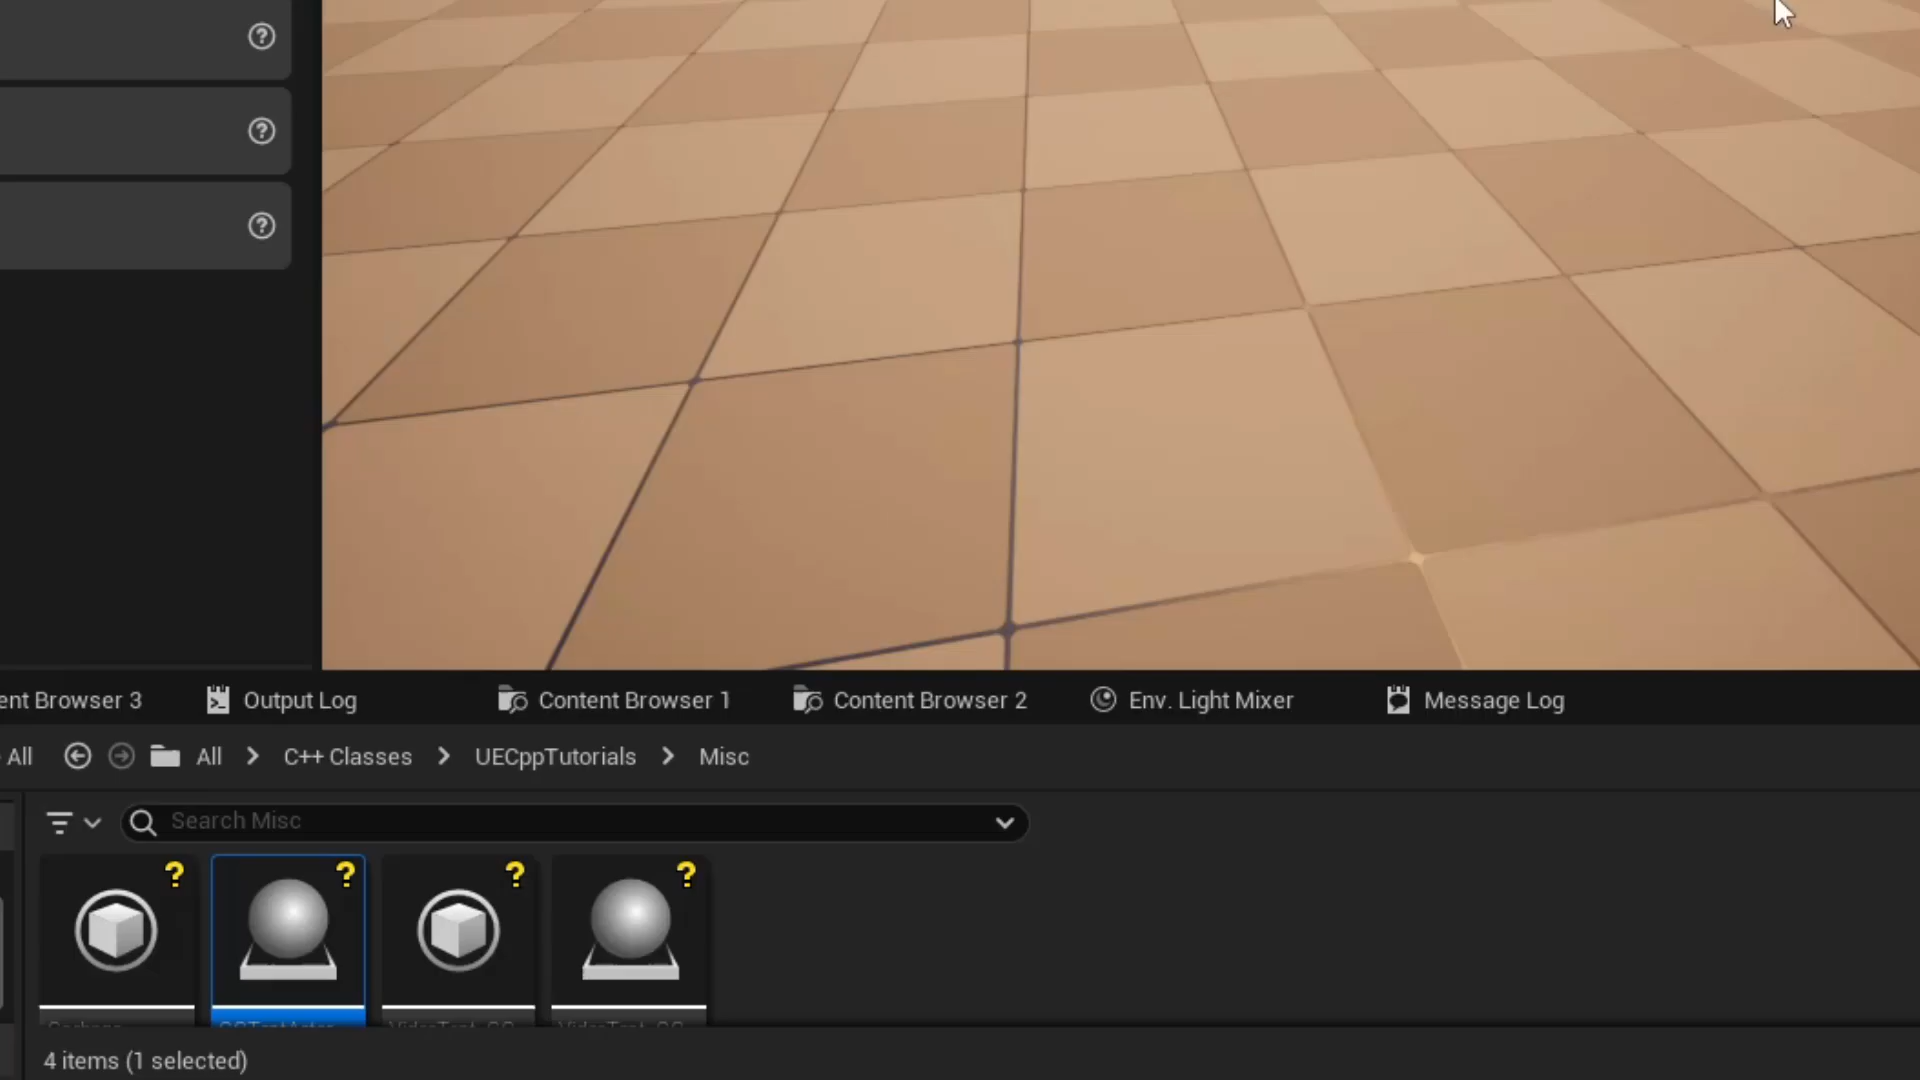 ent Browser 3
Output Log
Content Browser 1
Content Browser 2
Env. Light Mixer
Message Log
All
All
C++ Classes
UECppTutorials
Misc
Search Misc
?
?
?
?
4 items (1 selected)